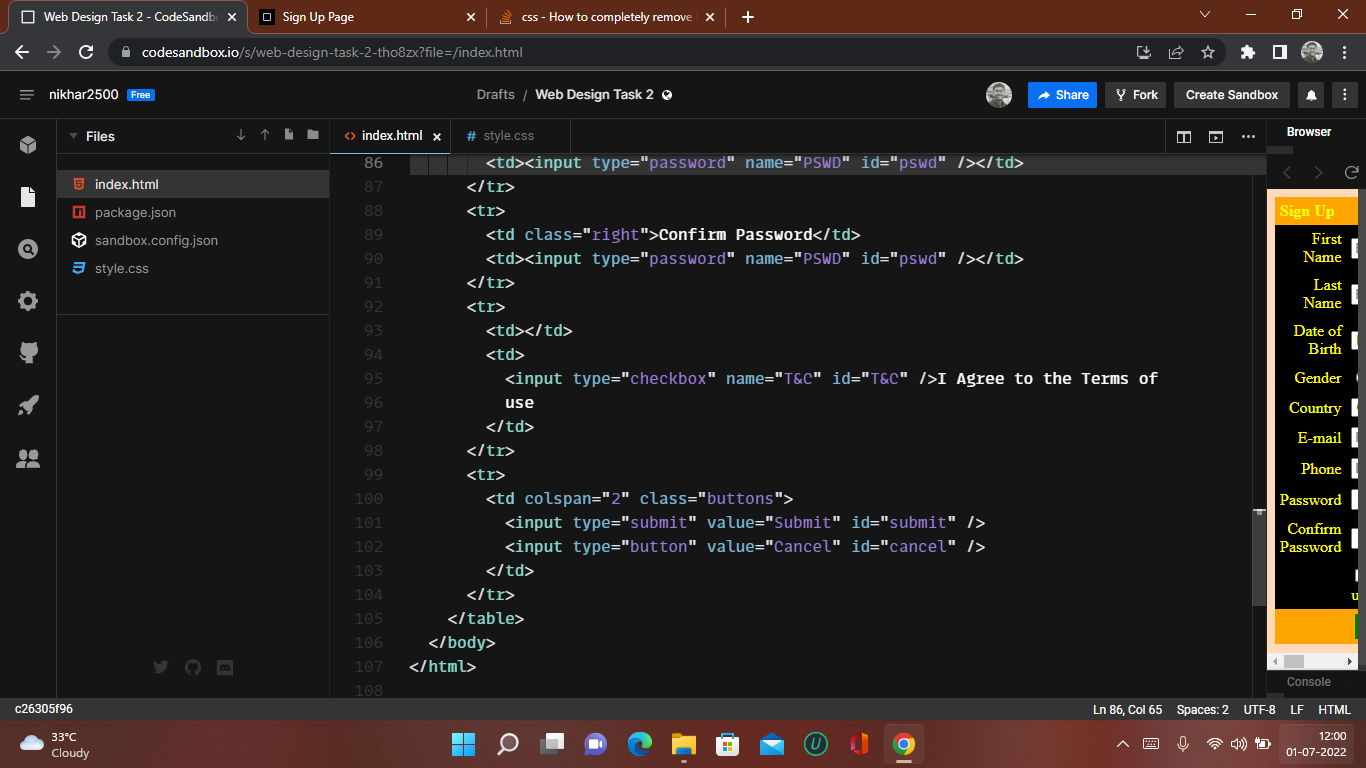 Web Design Task 2 - CodeSandb
Sign Up Page
css - How to completely remove
codesandbox.io/s/web-design-task-2-tho8zx?file=/index.html
nikhar2500 Free
Drafts / Web Design Task 2
Share
Fork
Create Sandbox
Files
index.html
style.css
Browser
index.html
package.json
sandbox.config.json
style.css
86 <td><input type="password" name="PSWD" id="pswd" /></td>
87 </tr>
88 <tr>
89 <td class="right">Confirm Password</td>
90 <td><input type="password" name="PSWD" id="pswd" /></td>
91 </tr>
92 <tr>
93 <td></td>
94 <td>
95 <input type="checkbox" name="T&C" id="T&C" />I Agree to the Terms of
96 use
97 </td>
98 </tr>
99 <tr>
100 <td colspan="2" class="buttons">
101 <input type="submit" value="Submit" id="submit" />
102 <input type="button" value="Cancel" id="cancel" />
103 </td>
104 </tr>
105 </table>
106 </body>
107 </html>
108
Sign Up
First
Name
Last
Name
Date of
Birth
Gender
Country
E-mail
Phone
Password
Confirm
Password
u
Console
c26305f96
Ln 86, Col 65 Spaces: 2 UTF-8 LF HTML
33°C
Cloudy
12:00
01-07-2022